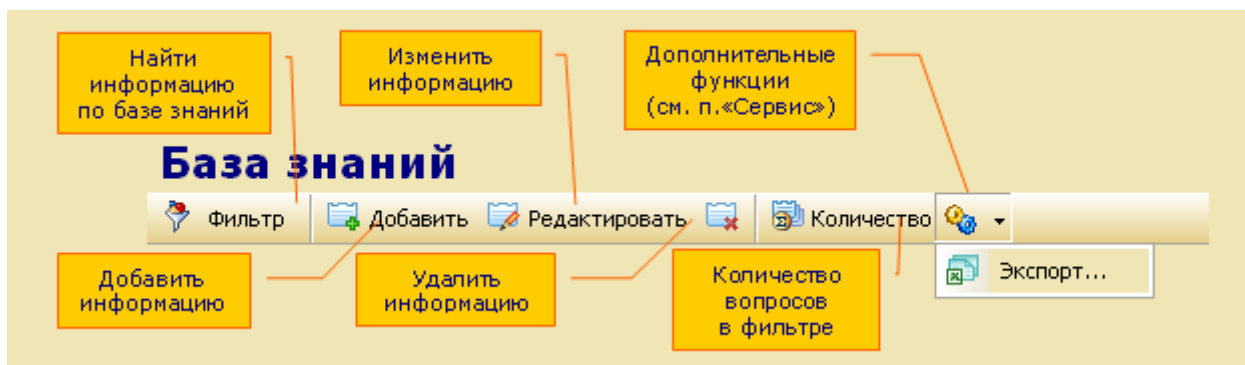 Найти
информацию
по базе знаний
Изменить
информацию
Дополнительные
функции
(см. п.«Сервис»)
База знаний
Фильтр Добавить Редактировать Количество
Экспорт...
Добавить
информацию
Удалить
информацию
Количество
вопросов
в фильтре